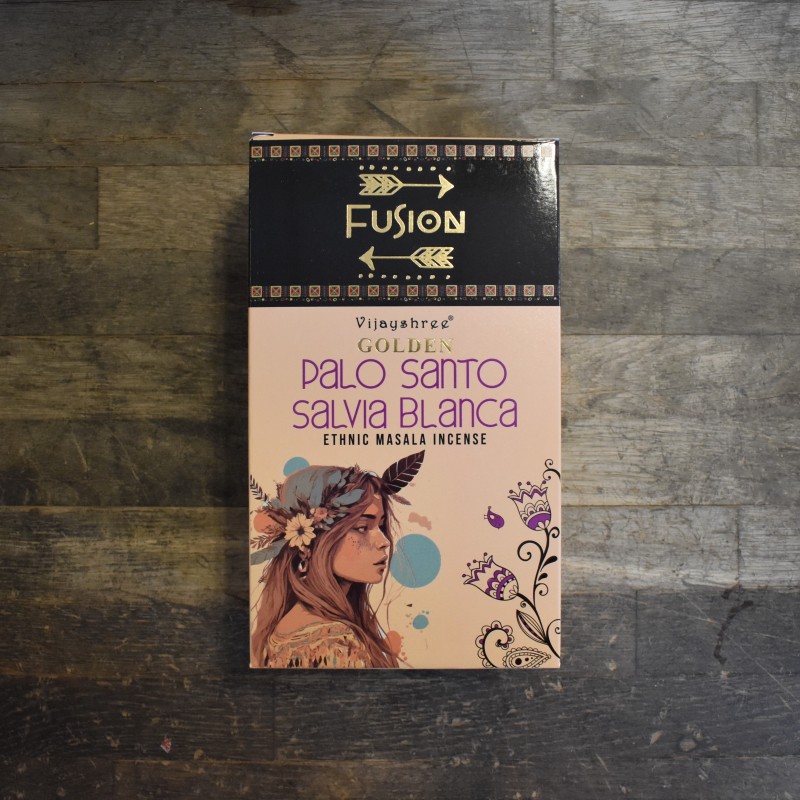 FUSION
Vijayshree®
GOLDEN
PALO SANTO
SALVIA BLANCA
ETHNIC MASALA INCENSE